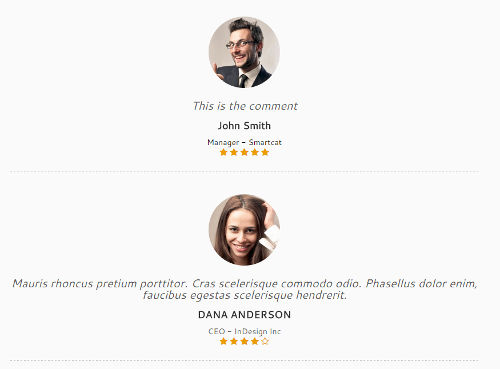 This is the comment
John Smith
Manager - Smartcat
Mauris rhoncus pretium porttitor. Cras scelerisque commodo odio. Phasellus dolor enim,
faucibus egestas scelerisque hendrerit.
DANA ANDERSON
CEO - InDesign Inc